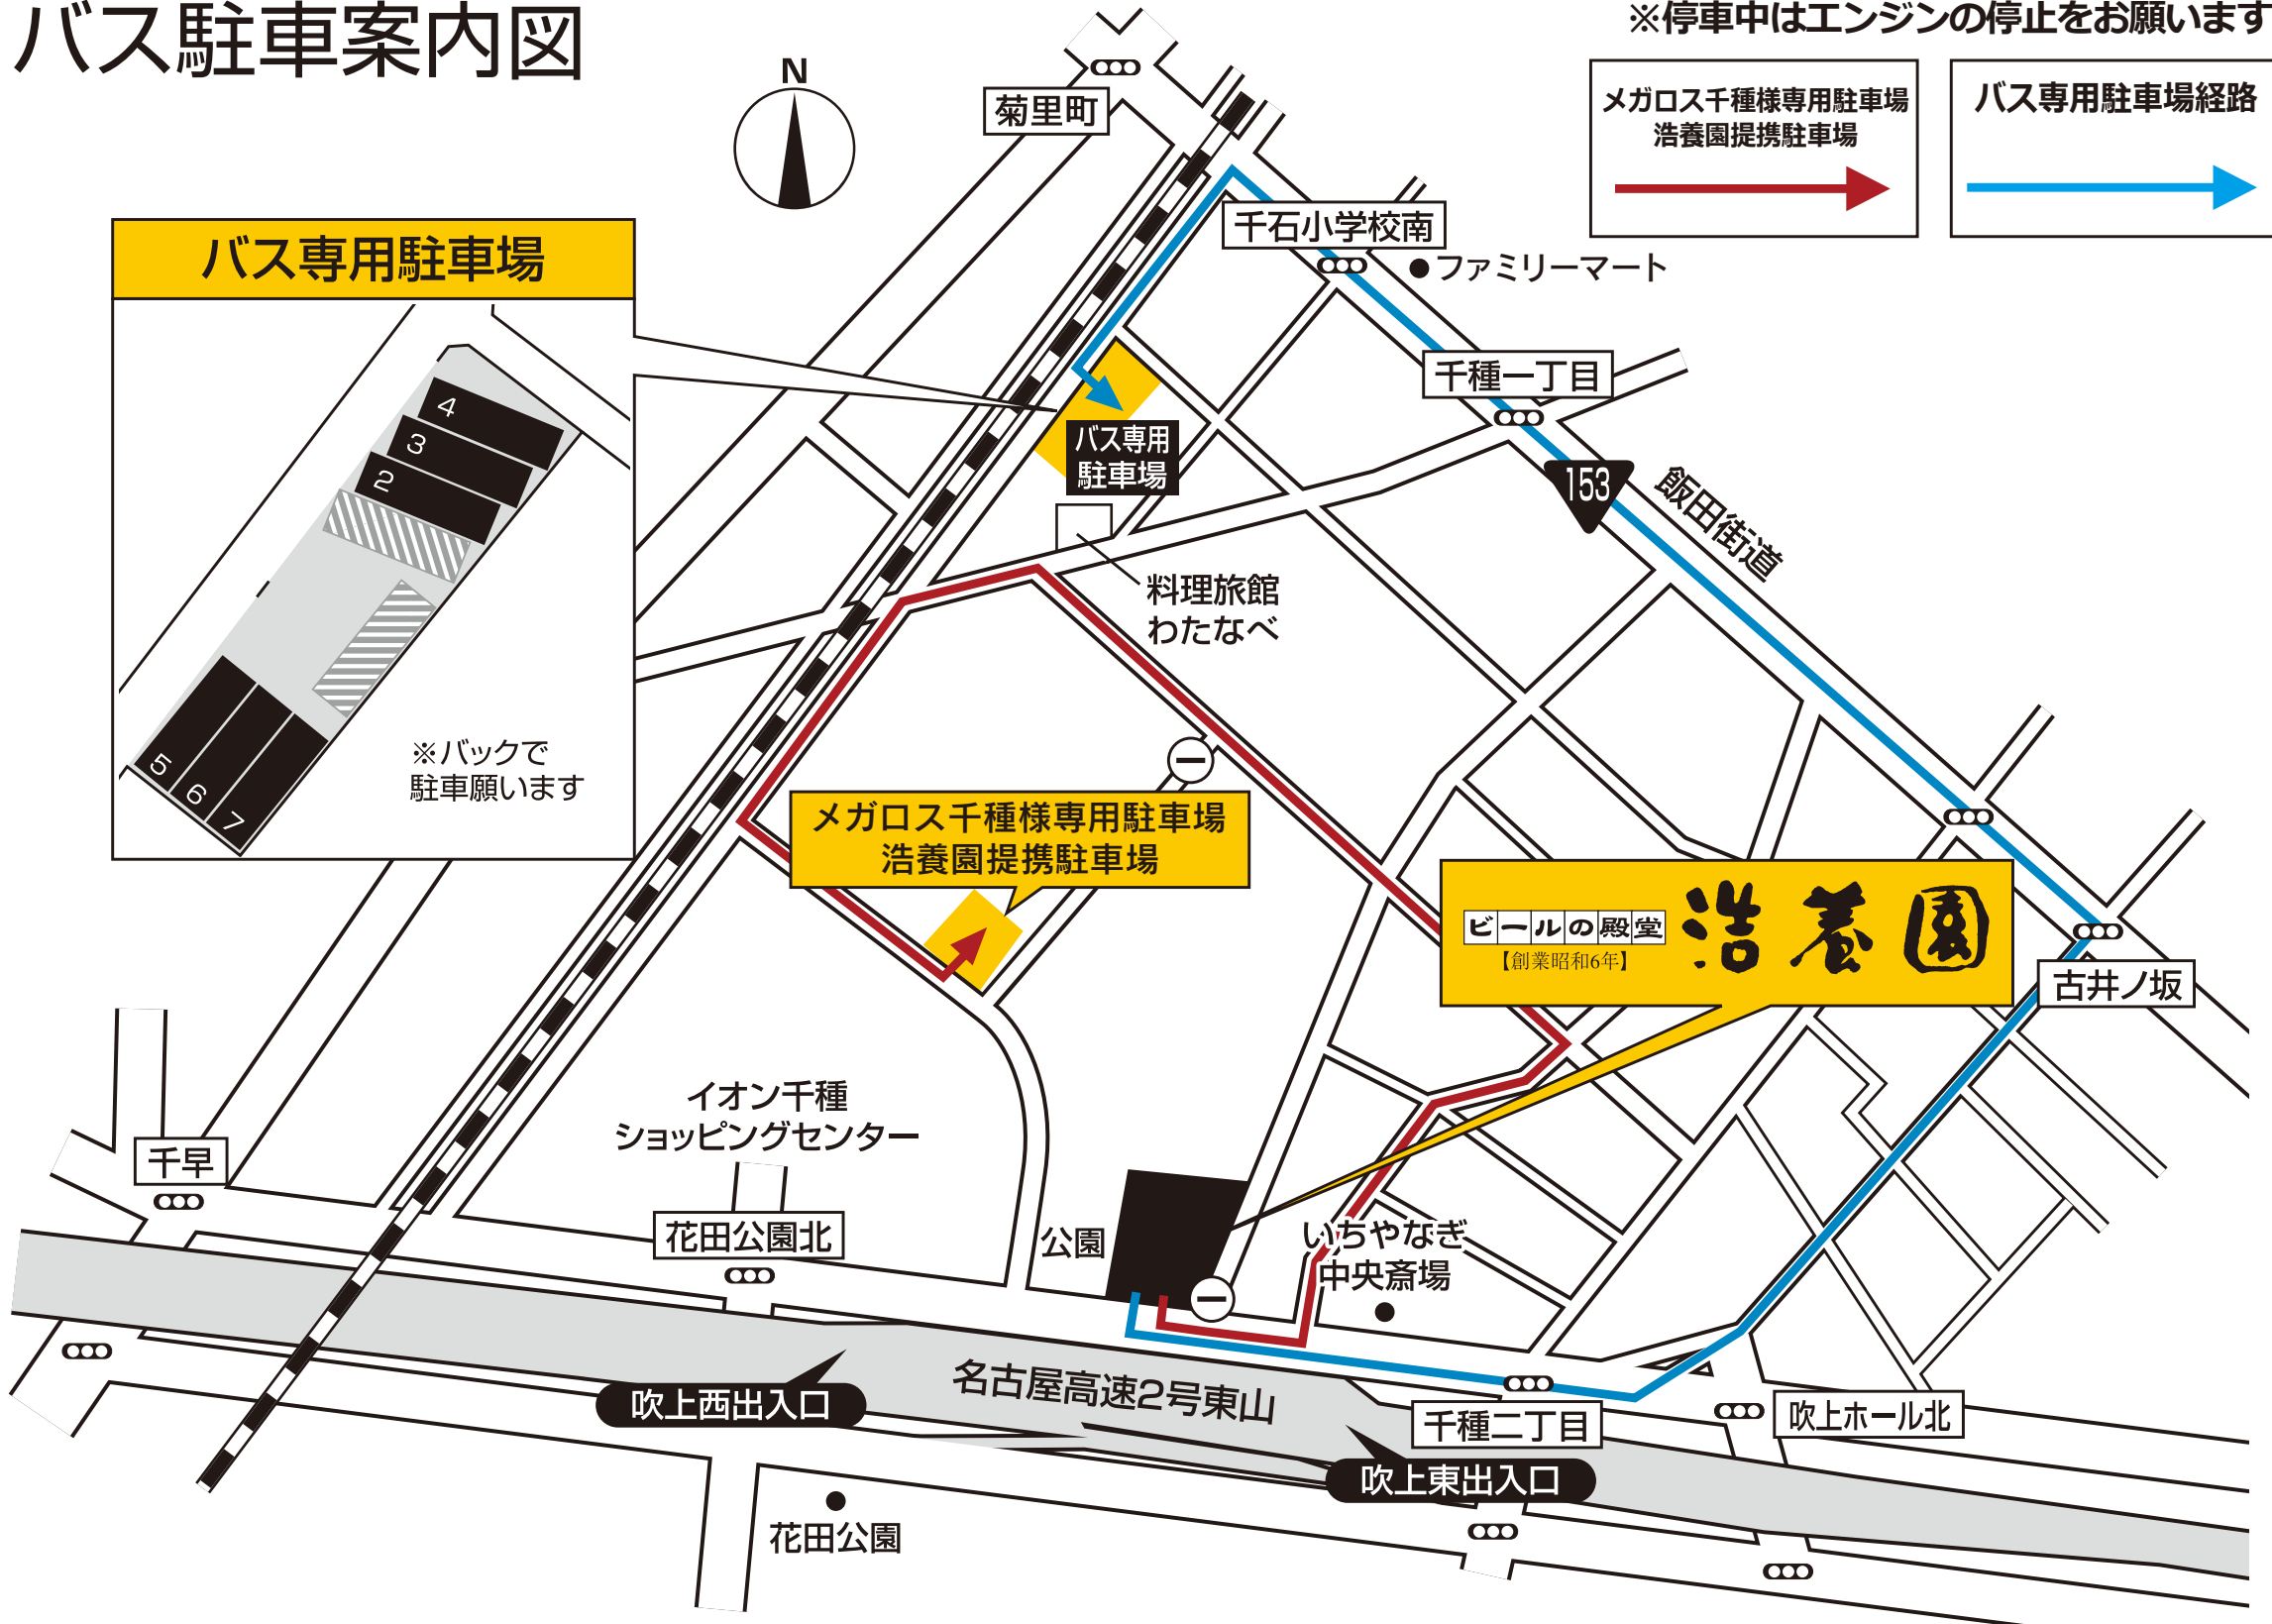 バス駐車案内図
※停車中はエンジンの停止をお願います
メガロス千種様専用駐車場
浩養園提携駐車場
バス専用駐車場経路
N
菊里町
千石小学校南
ファミリーマート
バス専用駐車場
4
3
2
5
6
7
※バックで
駐車願います
千種一丁目
バス専用
駐車場
153
飯田街道
料理旅館
わたなべ
メガロス千種様専用駐車場
浩養園提携駐車場
ビールの殿堂
【創業昭和6年】
浩養園
古井ノ坂
イオン千種
ショッピングセンター
千早
花田公園北
公園
いちやなぎ
中央斎場
名古屋高速2号東山
吹上西出入口
千種二丁目
吹上ホール北
吹上東出入口
花田公園